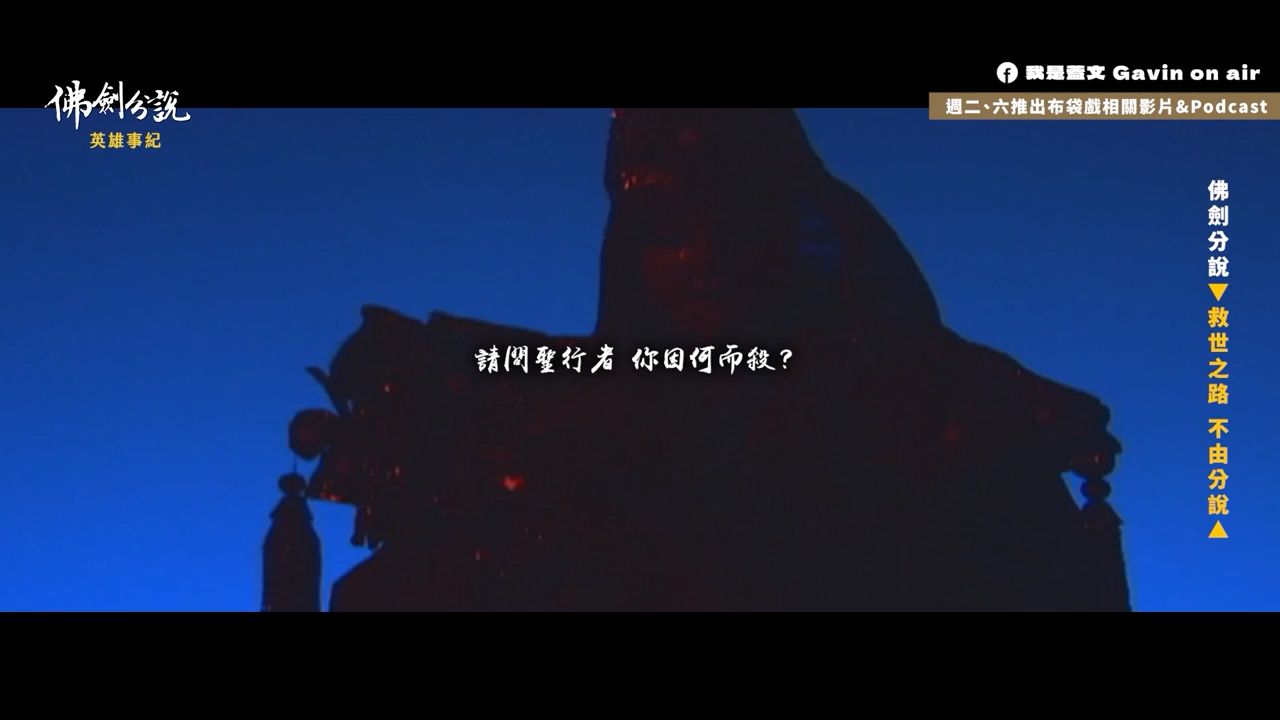 佛劍分說
英雄事紀
我是蓋文 Gavin on air
週二、六推出布袋戲相關影片&Podcast
請問聖行者 你因何而殺？
佛劍分說▼救世之路 不由分說▲